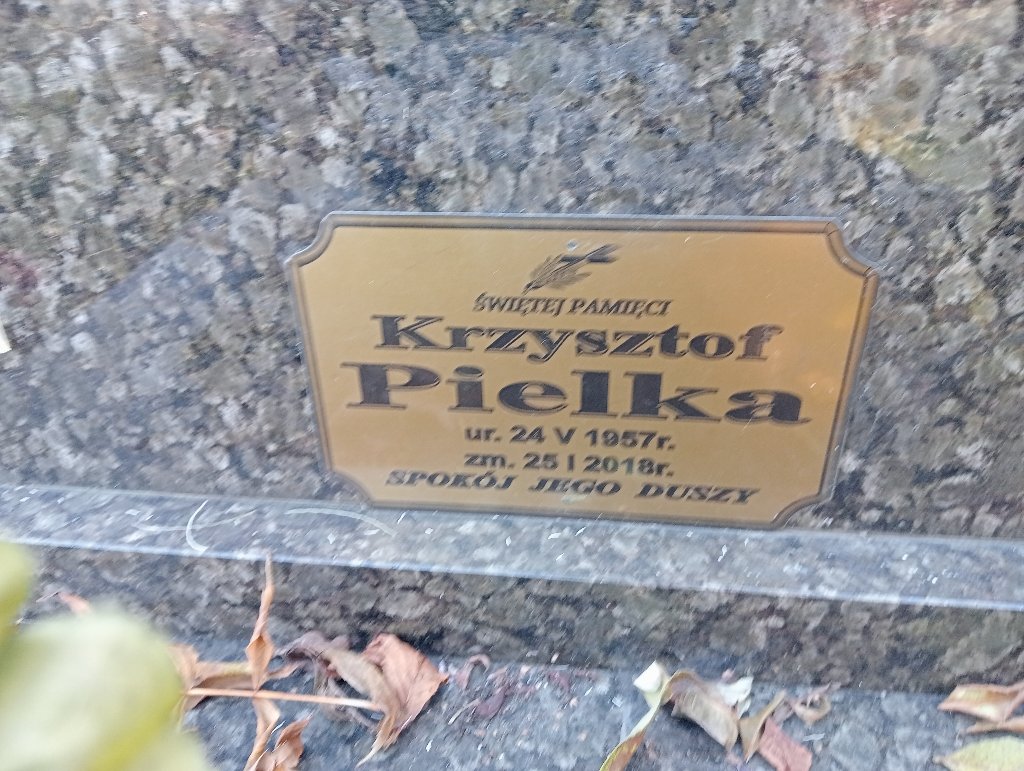 ŚWIĘTEJ PAMIĘCI
Krzysztof
Pielka
ur. 24 V 1957r.
zm. 25 I 2018r.
SPOKÓJ JEGO DUSZY